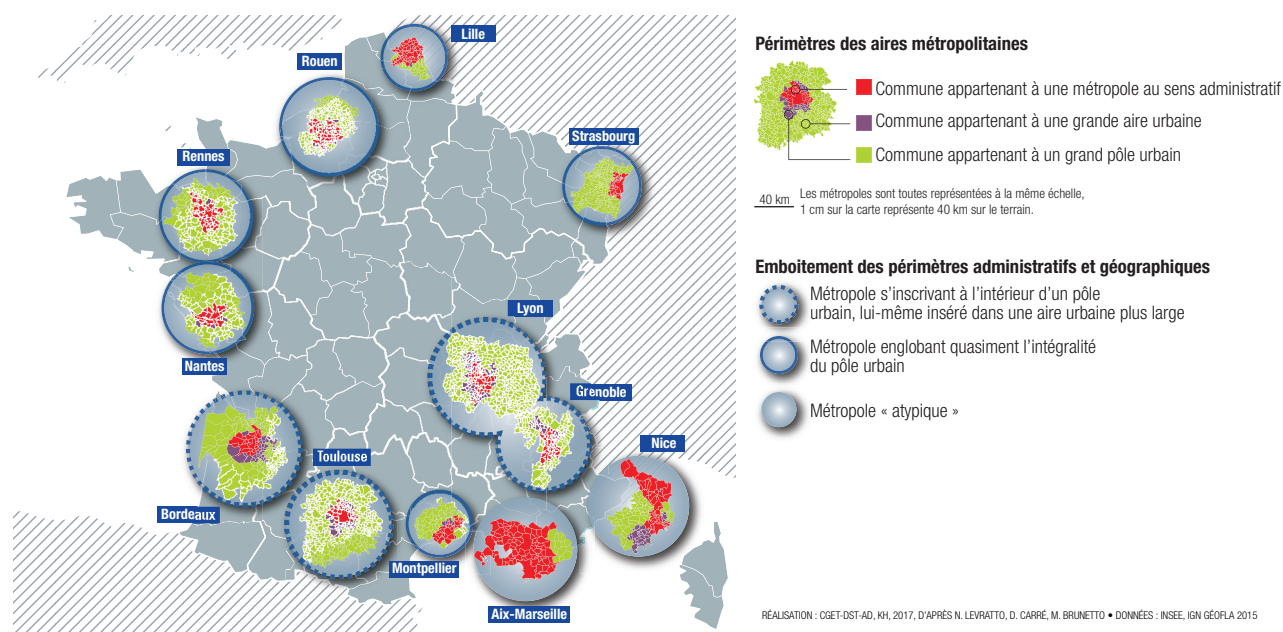 Lille
Rouen
Strasbourg
Rennes
Lyon
Nantes
Grenoble
Nice
Toulouse
Bordeaux
Montpellier
Aix-Marseille
Périmètres des aires métropolitaines
Commune appartenant à une métropole au sens administratif
Commune appartenant à une grande aire urbaine
Commune appartenant à un grand pôle urbain
40 km
Les métropoles sont toutes représentées à la même échelle,
1 cm sur la carte représente 40 km sur le terrain.
Emboitement des périmètres administratifs et géographiques
Métropole s’inscrivant à l’intérieur d’un pôle
urbain, lui-même inséré dans une aire urbaine plus large
Métropole englobant quasiment l’intégralité
du pôle urbain
Métropole « atypique »
RÉALISATION : CGET-DST-AD, KH, 2017, D’APRÈS N. LEVRATTO, D. CARRÉ, M. BRUNETTO • DONNÉES : INSEE, IGN GÉOFLA 2015